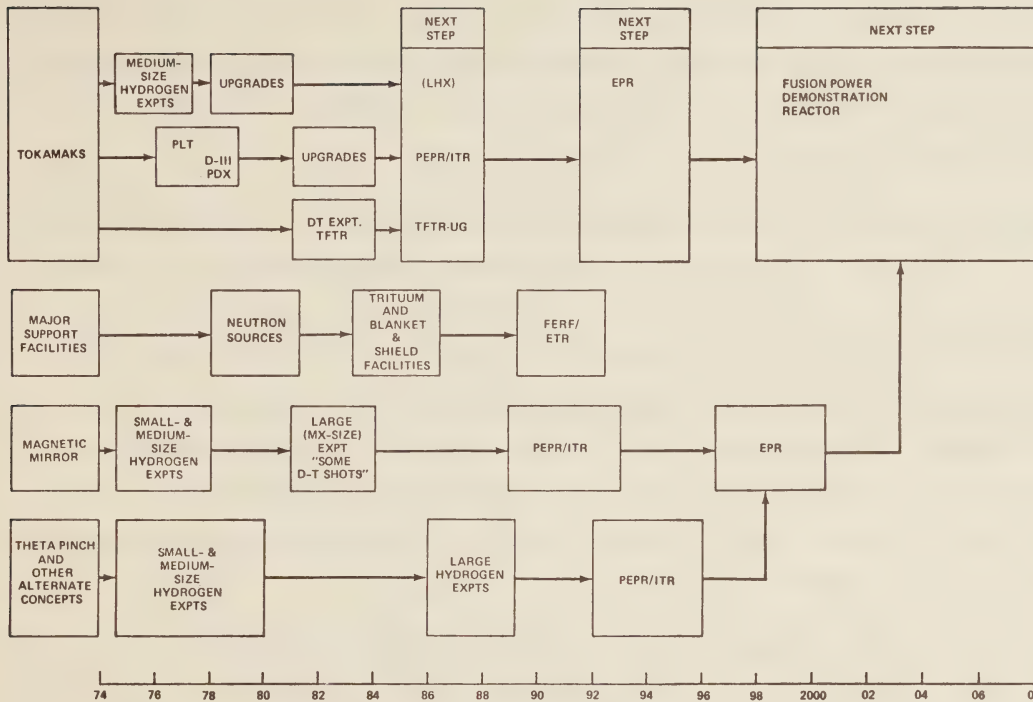 NEXT
STEP
NEXT
STEP
NEXT STEP
TOKAMAKS
MEDIUM-
SIZE
HYDROGEN
EXPTS
UPGRADES
(LHX)
EPR
FUSION POWER
DEMONSTRATION
REACTOR
PLT
D-III
PDX
UPGRADES
PEPR/ITR
DT EXPT.
TFTR
TFTR-UG
MAJOR
SUPPORT
FACILITIES
NEUTRON
SOURCES
TRITUUM
AND
BLANKET
&
SHIELD
FACILITIES
FERF/
ETR
MAGNETIC
MIRROR
SMALL- &
MEDIUM-
SIZE
HYDROGEN
EXPTS
LARGE
(MX-SIZE)
EXPT
"SOME
D-T SHOTS"
PEPR/ITR
EPR
THETA PINCH
AND
OTHER
ALTERNATE
CONCEPTS
SMALL- &
MEDIUM-
SIZE
HYDROGEN
EXPTS
LARGE
HYDROGEN
EXPTS
PEPR/ITR
74 76 78 80 82 84 86 88 90 92 94 96 98 2000 02 04 06